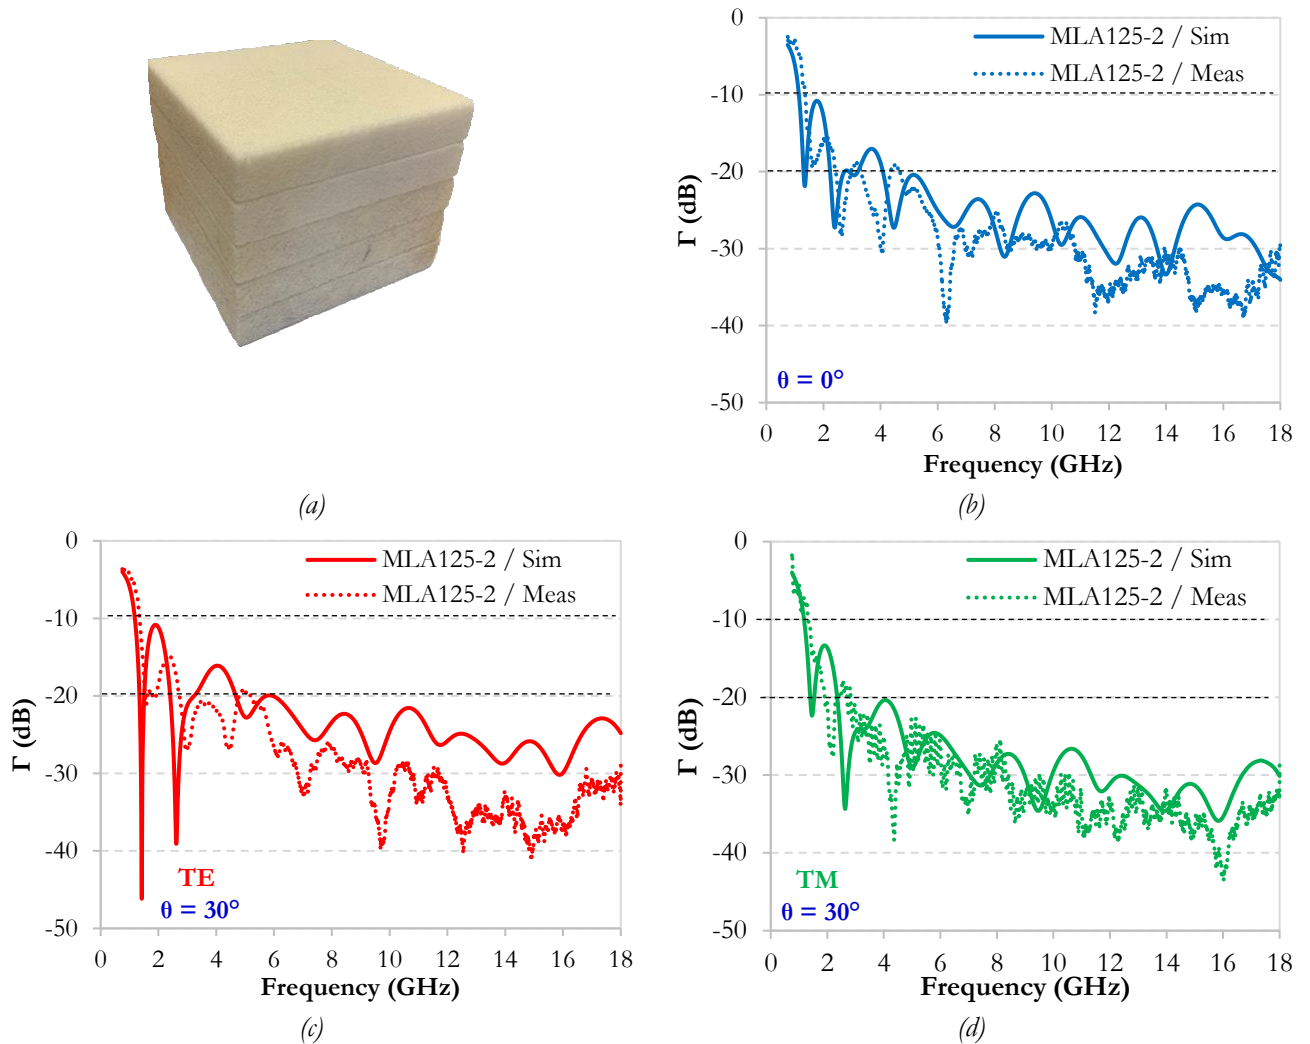 (a)
0
-10
-20
-30
-40
-50
Γ (dB)
MLA125-2 / Sim
MLA125-2 / Meas
θ = 0°
0 2 4 6 8 10 12 14 16 18
Frequency (GHz)
(b)
0
-10
-20
-30
-40
-50
Γ (dB)
MLA125-2 / Sim
MLA125-2 / Meas
TE
θ = 30°
0 2 4 6 8 10 12 14 16 18
Frequency (GHz)
(c)
0
-10
-20
-30
-40
-50
Γ (dB)
MLA125-2 / Sim
MLA125-2 / Meas
TM
θ = 30°
0 2 4 6 8 10 12 14 16 18
Frequency (GHz)
(d)